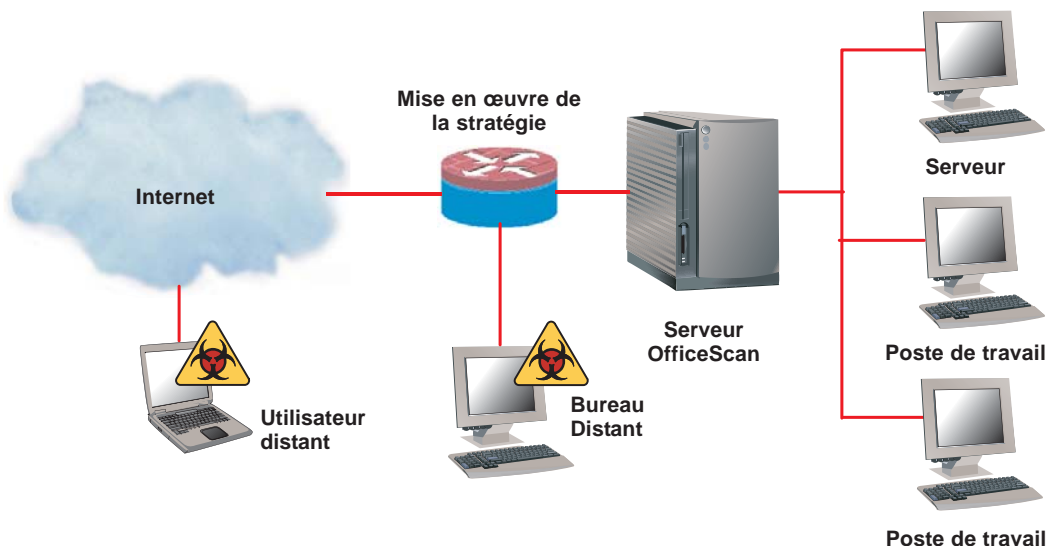 Mise en œuvre de
la stratégie
Internet
Serveur
Serveur
OfficeScan
Poste de travail
Utilisateur
distant
Bureau
Distant
Poste de travail